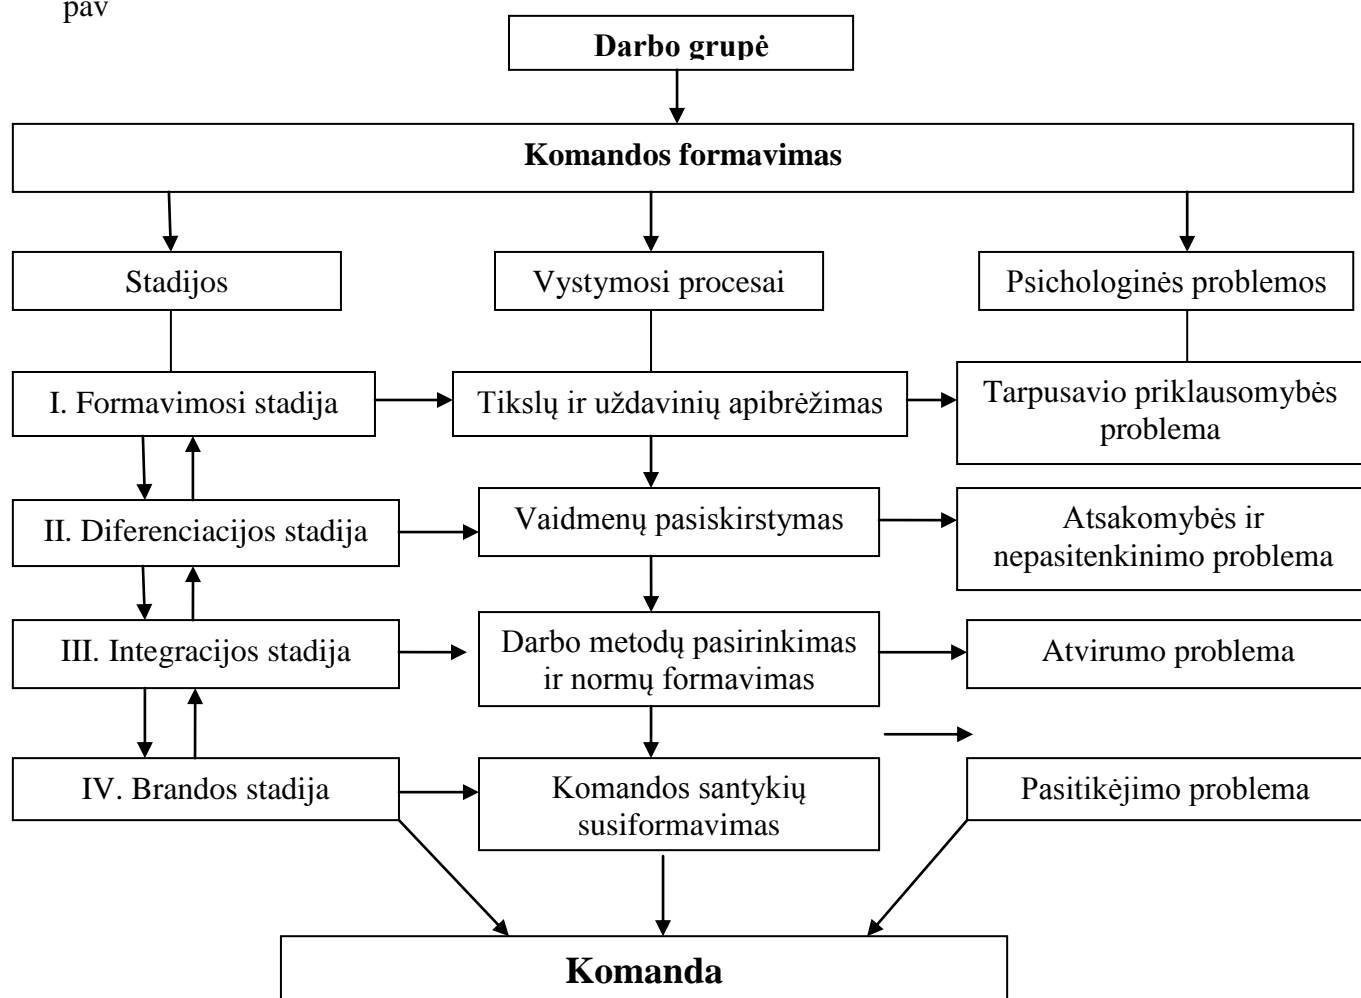 pav
Darbo grupė
Komandos formavimas
Stadijos
Vystymosi procesai
Psichologinės problemos
I. Formavimosi stadija
Tikslų ir uždavinių apibrėžimas
Tarpusavio priklausomybės
problema
II. Diferenciacijos stadija
Vaidmenų pasiskirstymas
Atsakomybės ir
nepasitenkinimo problema
III. Integracijos stadija
Darbo metodų pasirinkimas
ir normų formavimas
Atvirumo problema
IV. Brandos stadija
Komandos santykių
susiformavimas
Pasitikėjimo problema
Komanda